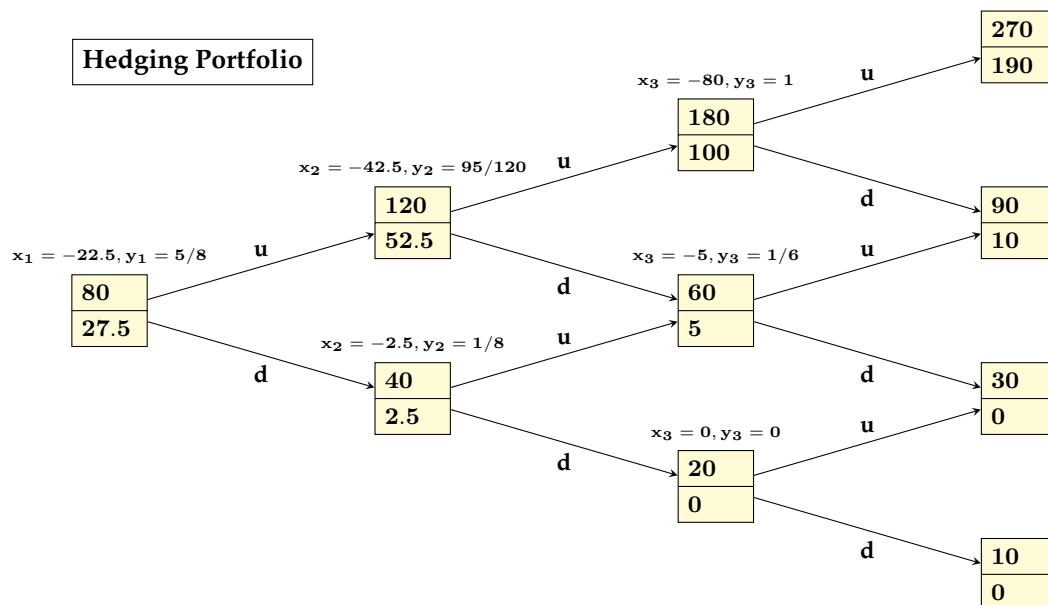 Hedging Portfolio
270
190
x₃ = −80, y₃ = 1
u
180
100
x₂ = −42.5, y₂ = 95/120
u
d
120
52.5
90
10
x₁ = −22.5, y₁ = 5/8
u
d
x₃ = −5, y₃ = 1/6
u
80
27.5
60
5
d
x₂ = −2.5, y₂ = 1/8
u
d
40
2.5
30
0
x₃ = 0, y₃ = 0
u
d
20
0
d
10
0